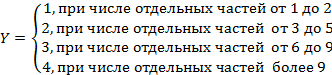 Y =
1, при числе отдельных частей от 1 до 2
2, при числе отдельных частей от 3 до 5
3, при числе отдельных частей от 6 до 9
4, при числе отдельных частей более 9